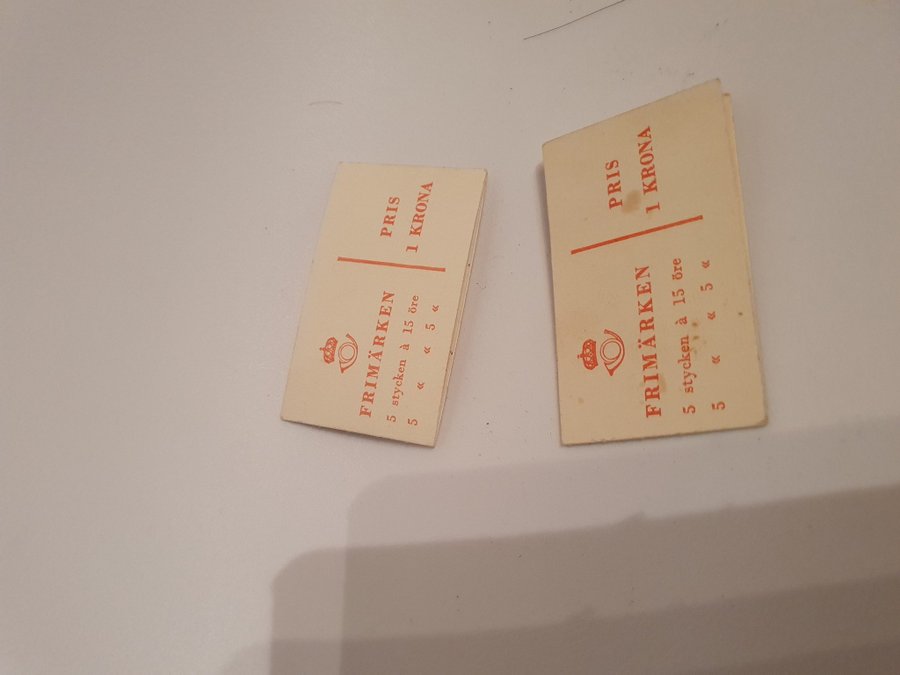 FRIMÄRKEN
5 stycken à 15 öre
5 « « 5 «
PRIS
1 KRONA
FRIMÄRKEN
5 stycken à 15 öre
5 « « 5 «
PRIS
1 KRONA